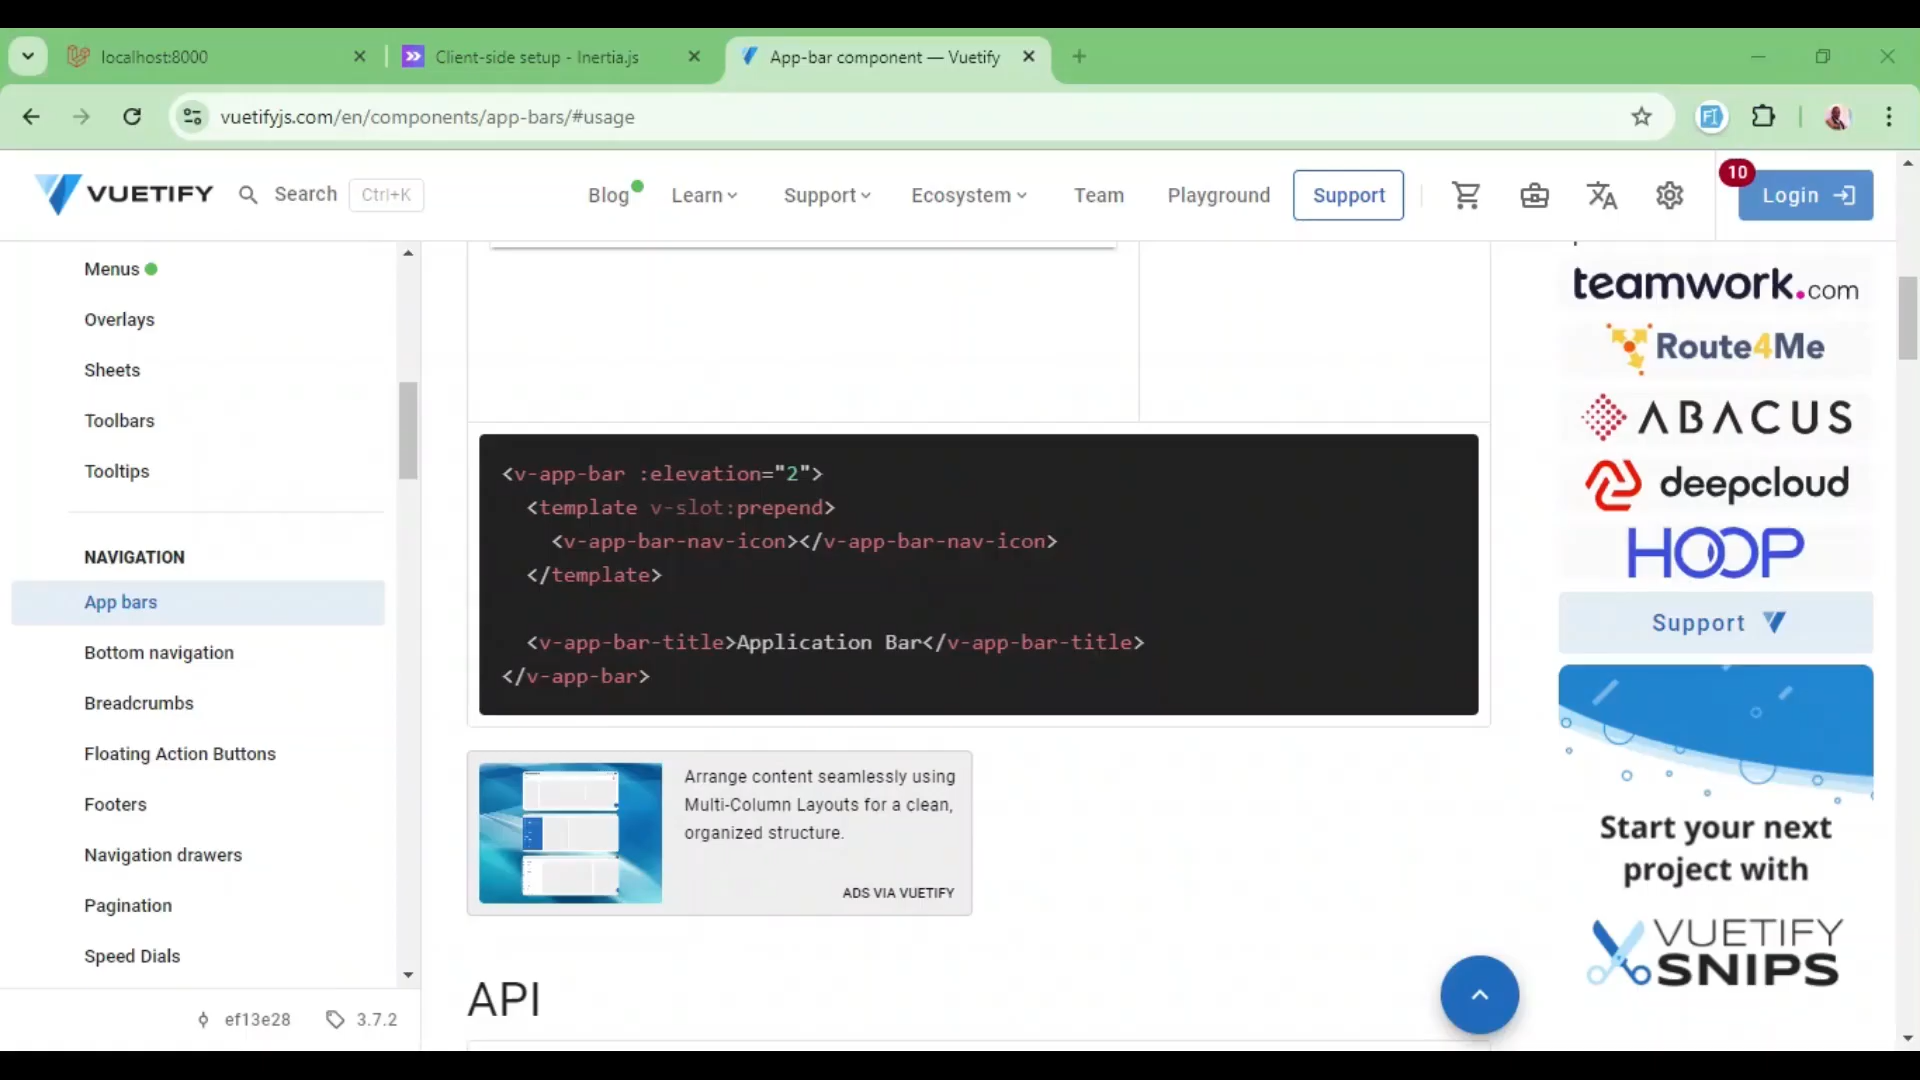 localhost:8000
Client-side setup - Inertia.js
App-bar component — Vuetify
vuetifyjs.com/en/components/app-bars/#usage
VUETIFY
Search
Ctrl+K
Blog
Learn
Support
Ecosystem
Team
Playground
Support
10
Login
Menus
Overlays
Sheets
Toolbars
Tooltips
NAVIGATION
App bars
Bottom navigation
Breadcrumbs
Floating Action Buttons
Footers
Navigation drawers
Pagination
Speed Dials
ef13e28
3.7.2
<v-app-bar :elevation="2">
<template v-slot:prepend>
<v-app-bar-nav-icon></v-app-bar-nav-icon>
</template>
<v-app-bar-title>Application Bar</v-app-bar-title>
</v-app-bar>
Arrange content seamlessly using
Multi-Column Layouts for a clean,
organized structure.
ADS VIA VUETIFY
API
teamwork.com
Route4Me
ABACUS
deepcloud
HOOP
Support
Start your next
project with
VUETIFY
SNIPS